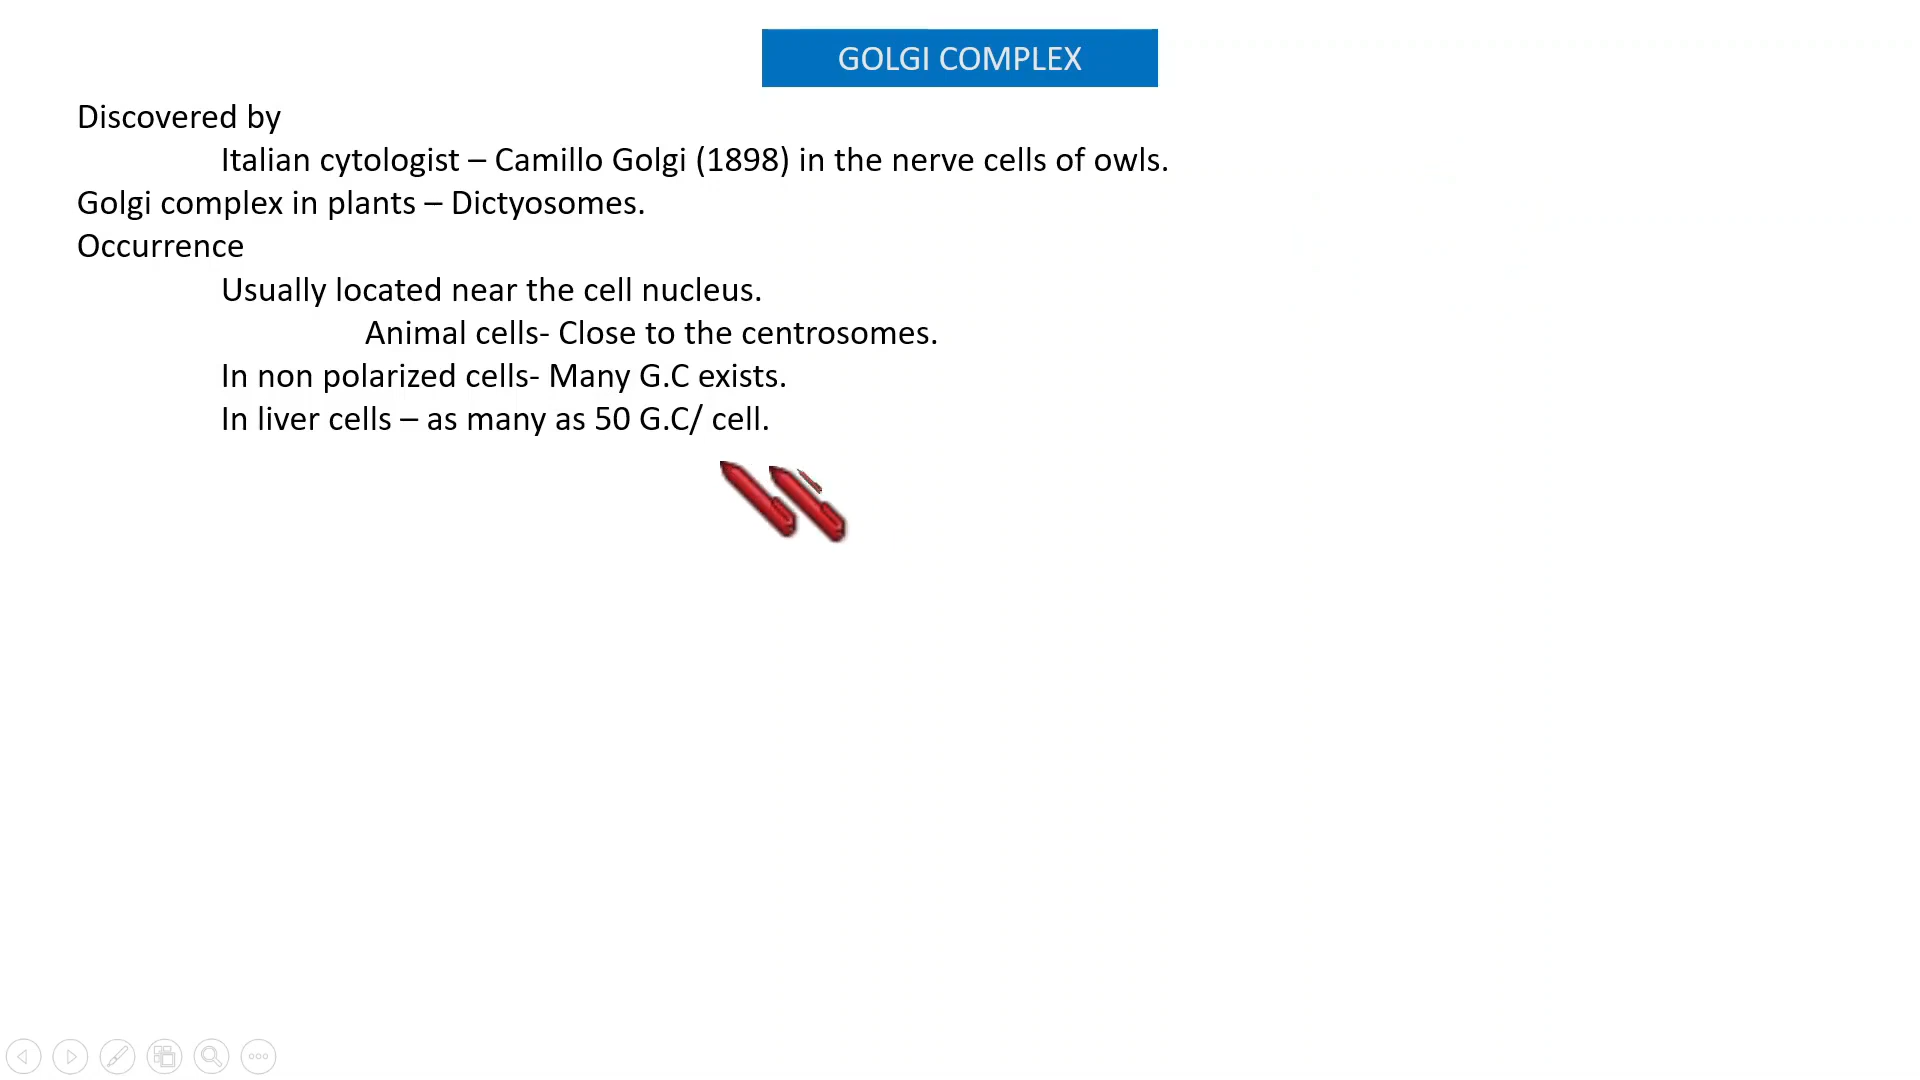 GOLGI COMPLEX
Discovered by
Italian cytologist – Camillo Golgi (1898) in the nerve cells of owls.
Golgi complex in plants – Dictyosomes.
Occurrence
Usually located near the cell nucleus.
Animal cells- Close to the centrosomes.
In non polarized cells- Many G.C exists.
In liver cells – as many as 50 G.C/ cell.